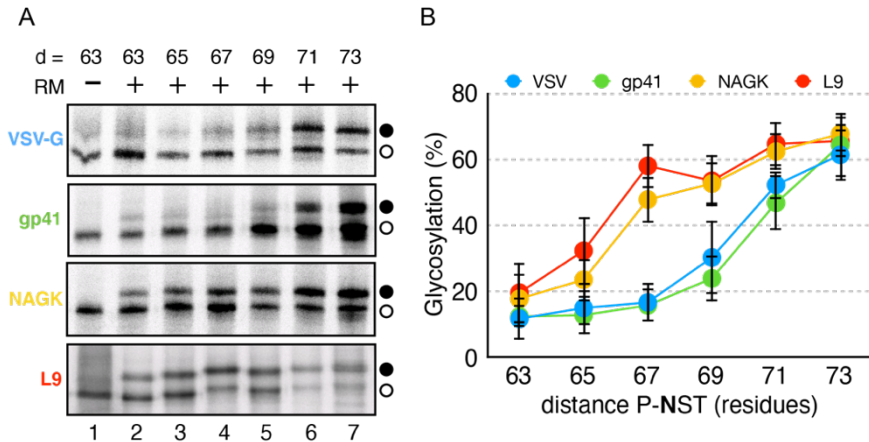 A
d = 63 63 65 67 69 71 73
RM − + + + + + +
VSV-G
gp41
NAGK
L9
1 2 3 4 5 6 7
B
VSV gp41 NAGK L9
Glycosylation (%)
80
60
40
20
0
63 65 67 69 71 73
distance P-NST (residues)